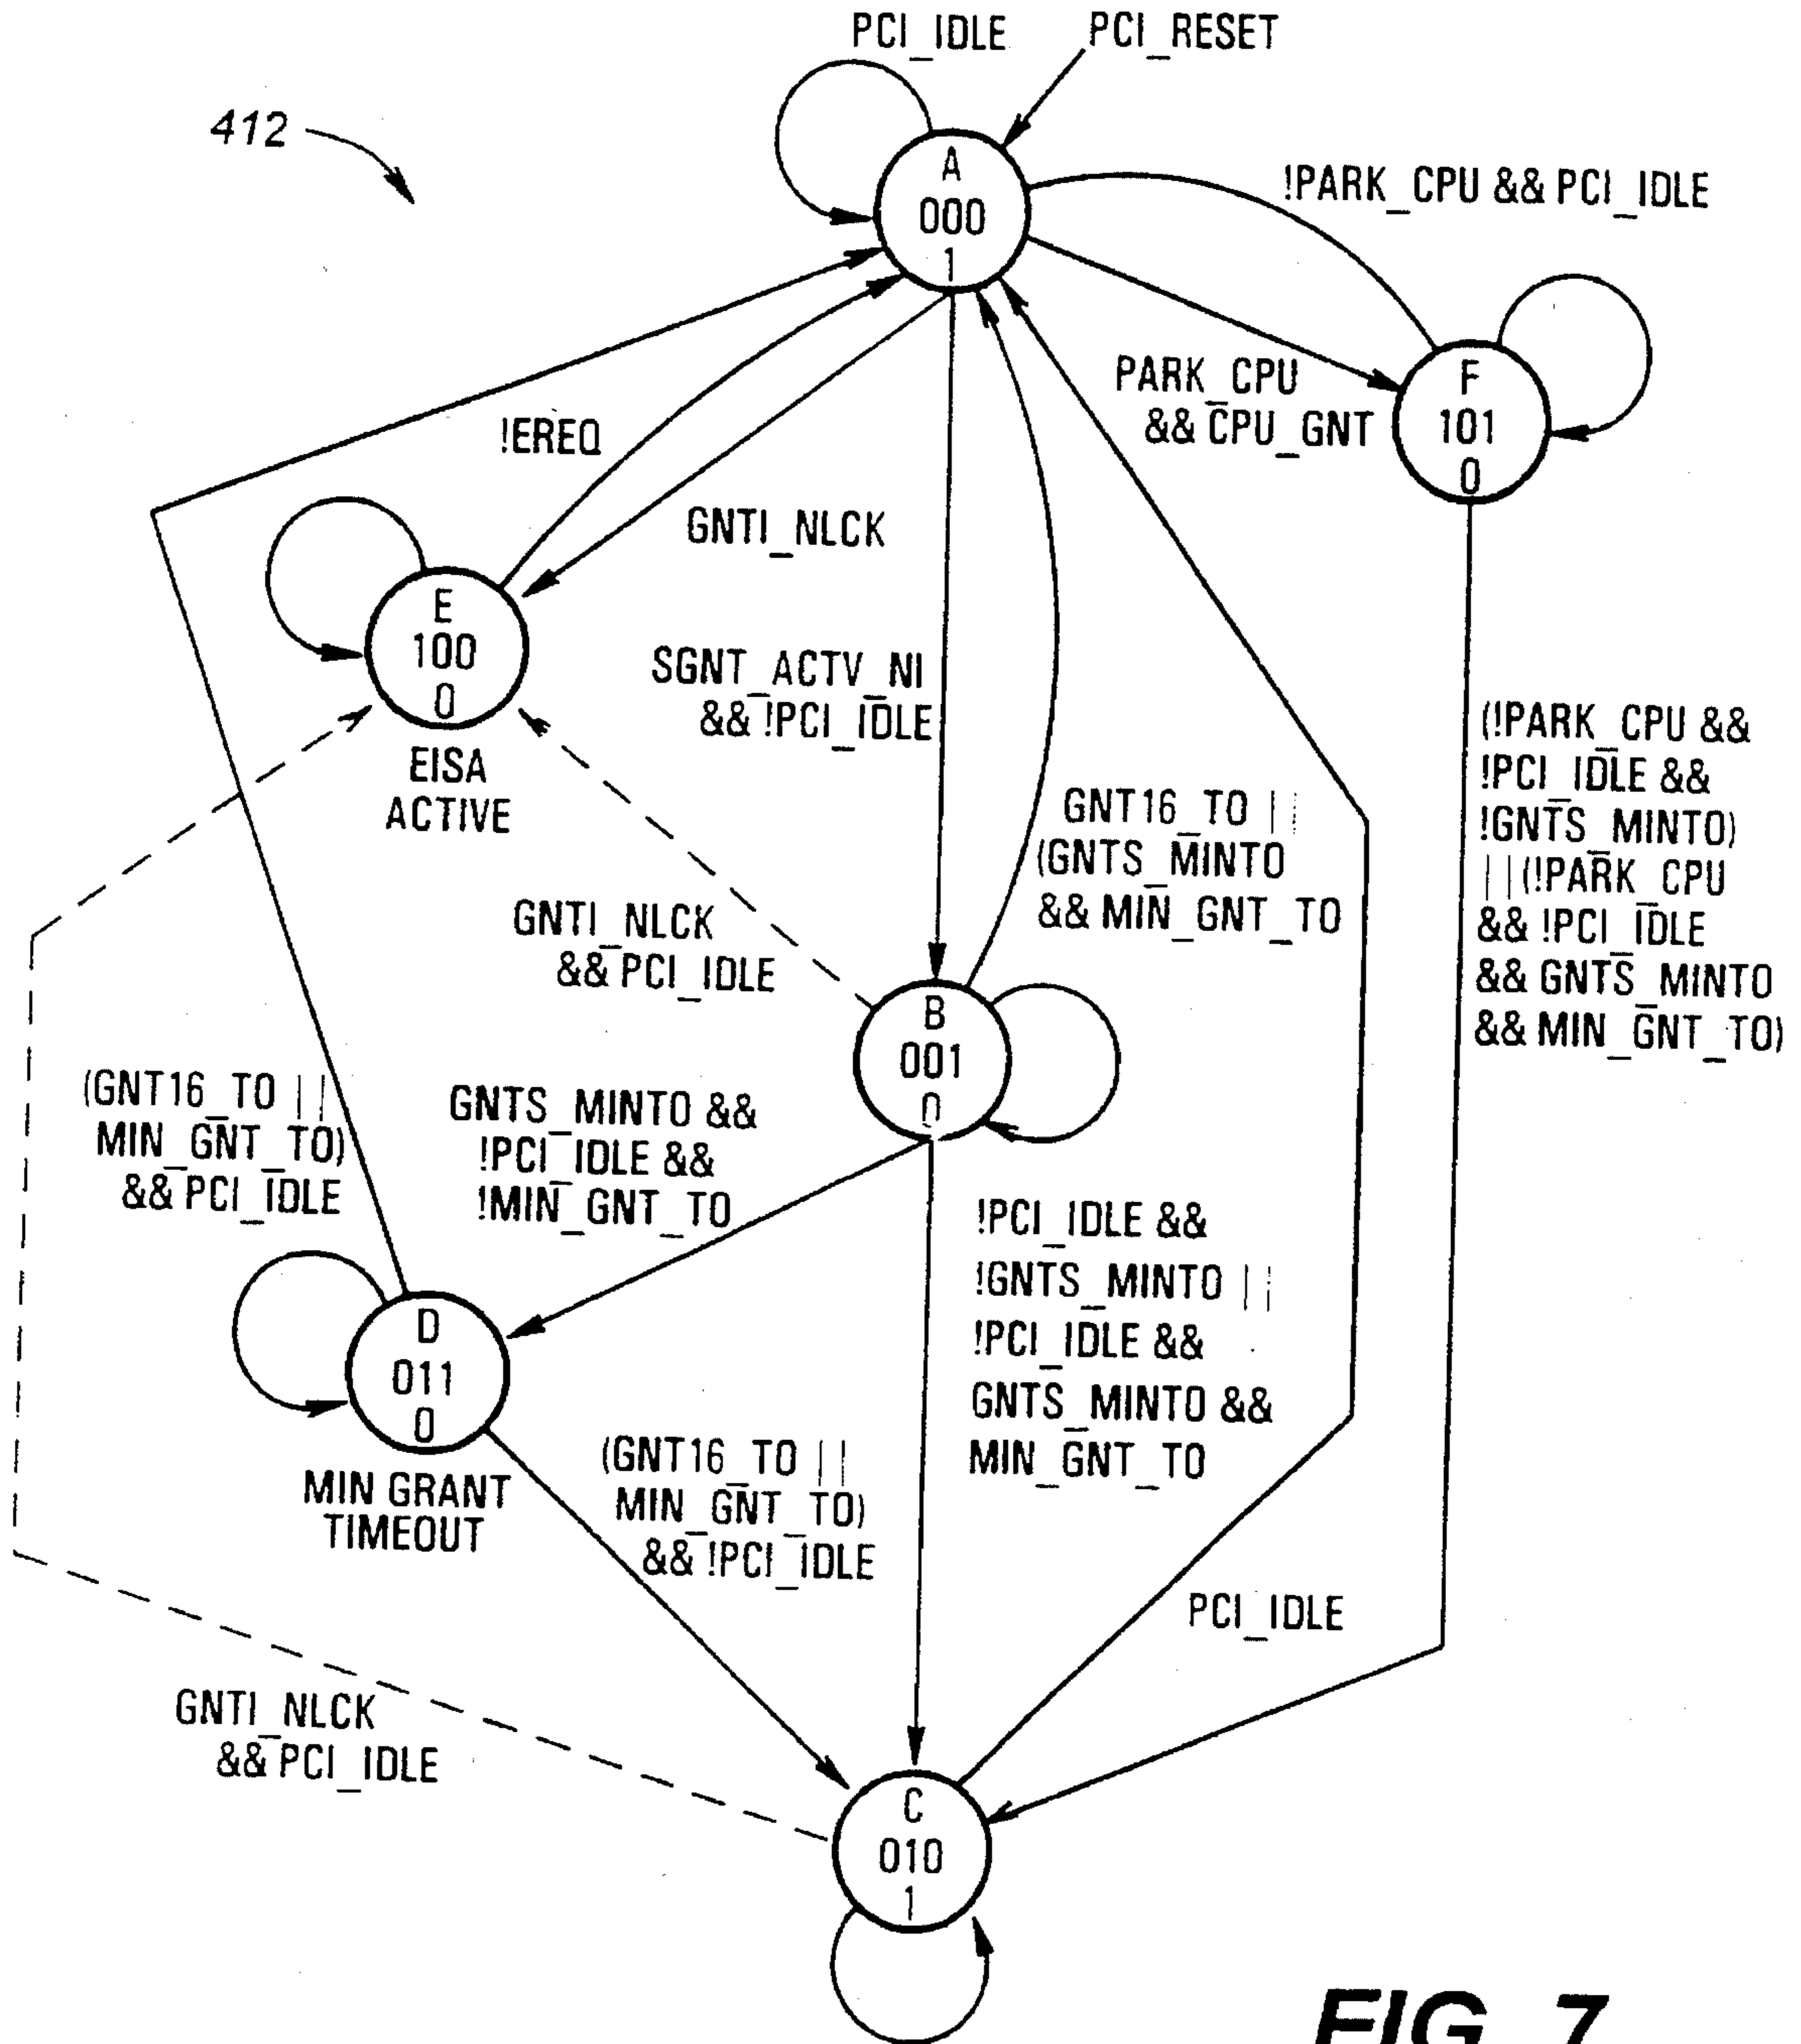 PCI_IDLE
PCI_RESET
412
A
000
1
!PARK_CPU && PCI_IDLE
PARK_CPU
&& CPU_GNT
F
101
0
!EREQ
GNTI_NLCK
E
100
0
EISA
ACTIVE
SGNT_ACTV_NI
&& !PCI_IDLE
(!PARK_CPU &&
!PCI_IDLE &&
!GNTS_MINTO)
||(!PARK_CPU
&& !PCI_IDLE
&& GNTS_MINTO
&& MIN_GNT_TO)
GNT16_TO ||
(GNTS_MINTO
&& MIN_GNT_TO
GNTI_NLCK
&& PCI_IDLE
B
001
0
(GNT16_TO ||
MIN_GNT_TO)
&& PCI_IDLE
GNTS_MINTO &&
!PCI_IDLE &&
!MIN_GNT_TO
!PCI_IDLE &&
!GNTS_MINTO ||
!PCI_IDLE &&
GNTS_MINTO &&
MIN_GNT_TO
D
011
0
MIN GRANT
TIMEOUT
(GNT16_TO ||
MIN_GNT_TO)
&& !PCI_IDLE
PCI_IDLE
GNTI_NLCK
&& PCI_IDLE
C
010
1
FIG. 7